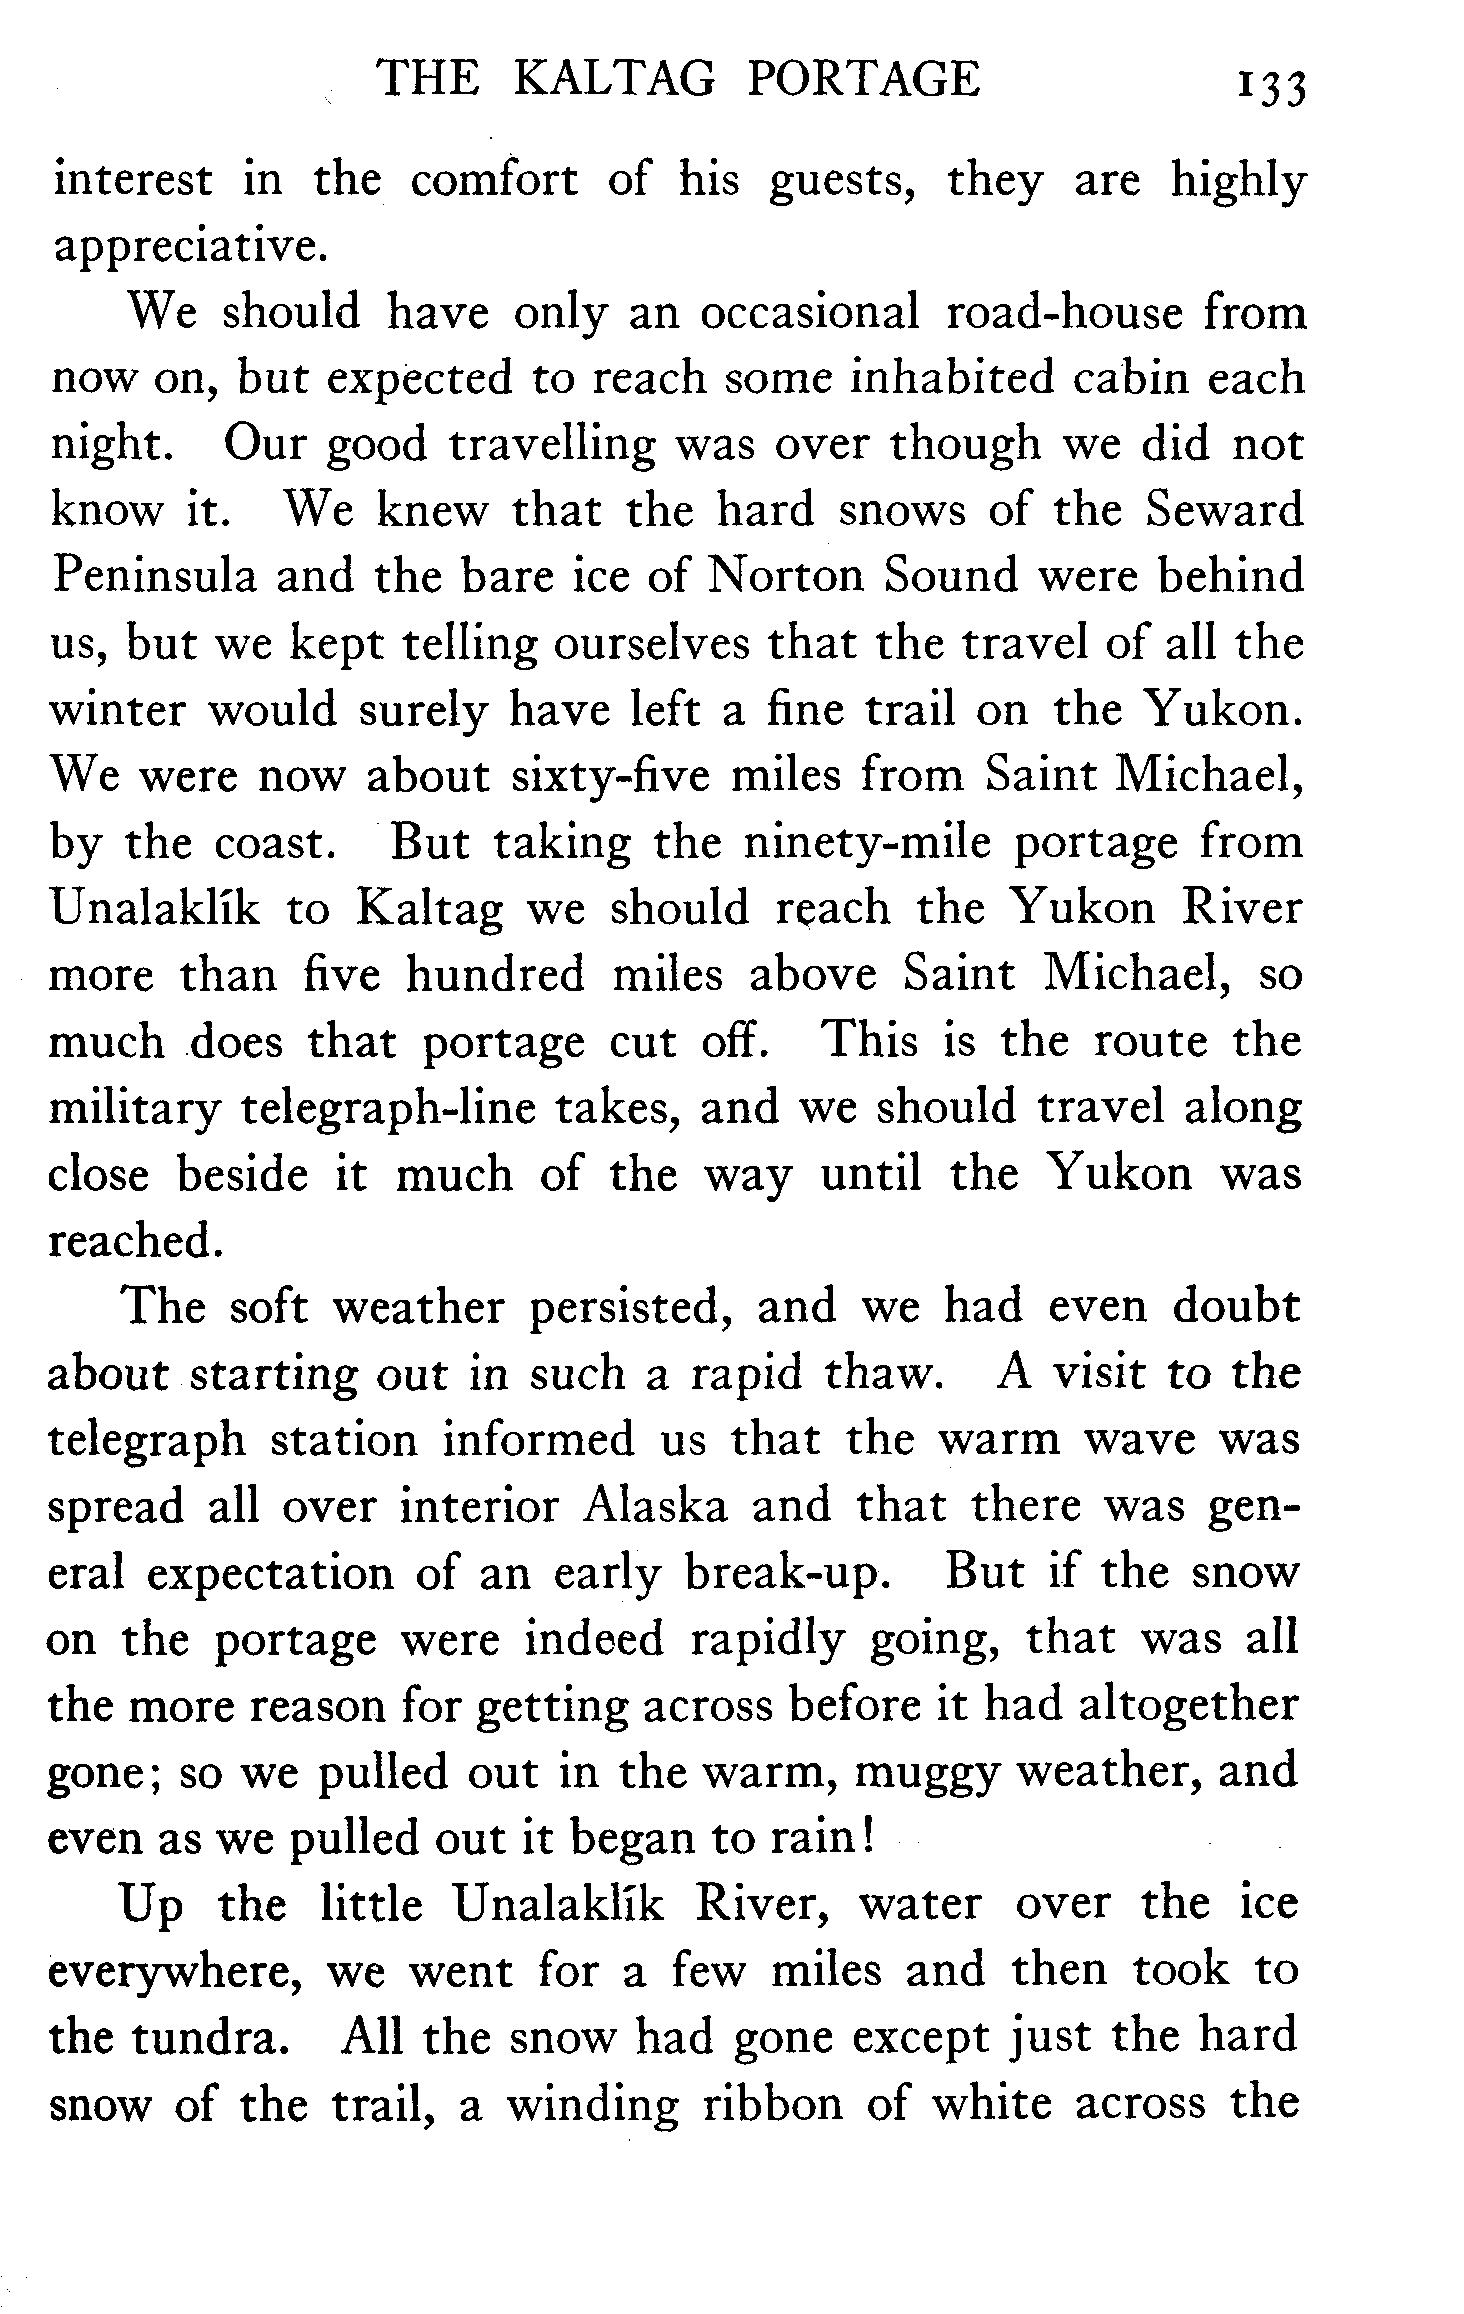 THE KALTAG PORTAGE 133
interest in the comfort of his guests, they are highly
appreciative.
We should have only an occasional road-house from
now on, but expected to reach some inhabited cabin each
night. Our good travelling was over though we did not
know it. We knew that the hard snows of the Seward
Peninsula and the bare ice of Norton Sound were behind
us, but we kept telling ourselves that the travel of all the
winter would surely have left a fine trail on the Yukon.
We were now about sixty-five miles from Saint Michael,
by the coast. But taking the ninety-mile portage from
Unalaklík to Kaltag we should reach the Yukon River
more than five hundred miles above Saint Michael, so
much does that portage cut off. This is the route the
military telegraph-line takes, and we should travel along
close beside it much of the way until the Yukon was
reached.
The soft weather persisted, and we had even doubt
about starting out in such a rapid thaw. A visit to the
telegraph station informed us that the warm wave was
spread all over interior Alaska and that there was gen-
eral expectation of an early break-up. But if the snow
on the portage were indeed rapidly going, that was all
the more reason for getting across before it had altogether
gone; so we pulled out in the warm, muggy weather, and
even as we pulled out it began to rain!
Up the little Unalaklík River, water over the ice
everywhere, we went for a few miles and then took to
the tundra. All the snow had gone except just the hard
snow of the trail, a winding ribbon of white across the